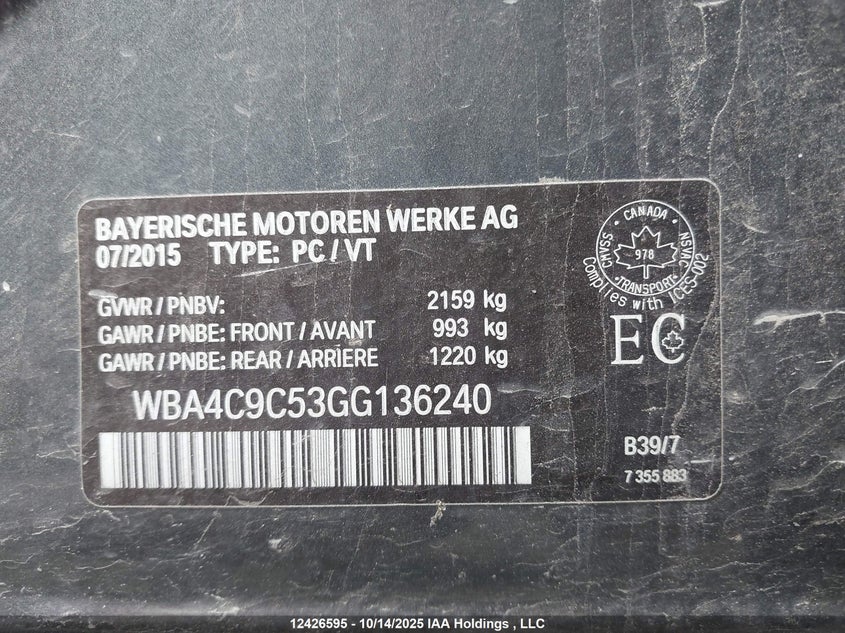 BAYERISCHE MOTOREN WERKE AG
07/2015 TYPE: PC / VT
GVWR / PNBV: 2159 kg
GAWR / PNBE: FRONT / AVANT 993 kg
GAWR / PNBE: REAR / ARRIERE 1220 kg
WBA4C9C53GG136240
CANADA
CMVSS
NSVAC
978
TRANSPORT
Complies with ICES-002
EC
B39/7
7 355 883
12426595 - 10/14/2025 IAA Holdings , LLC